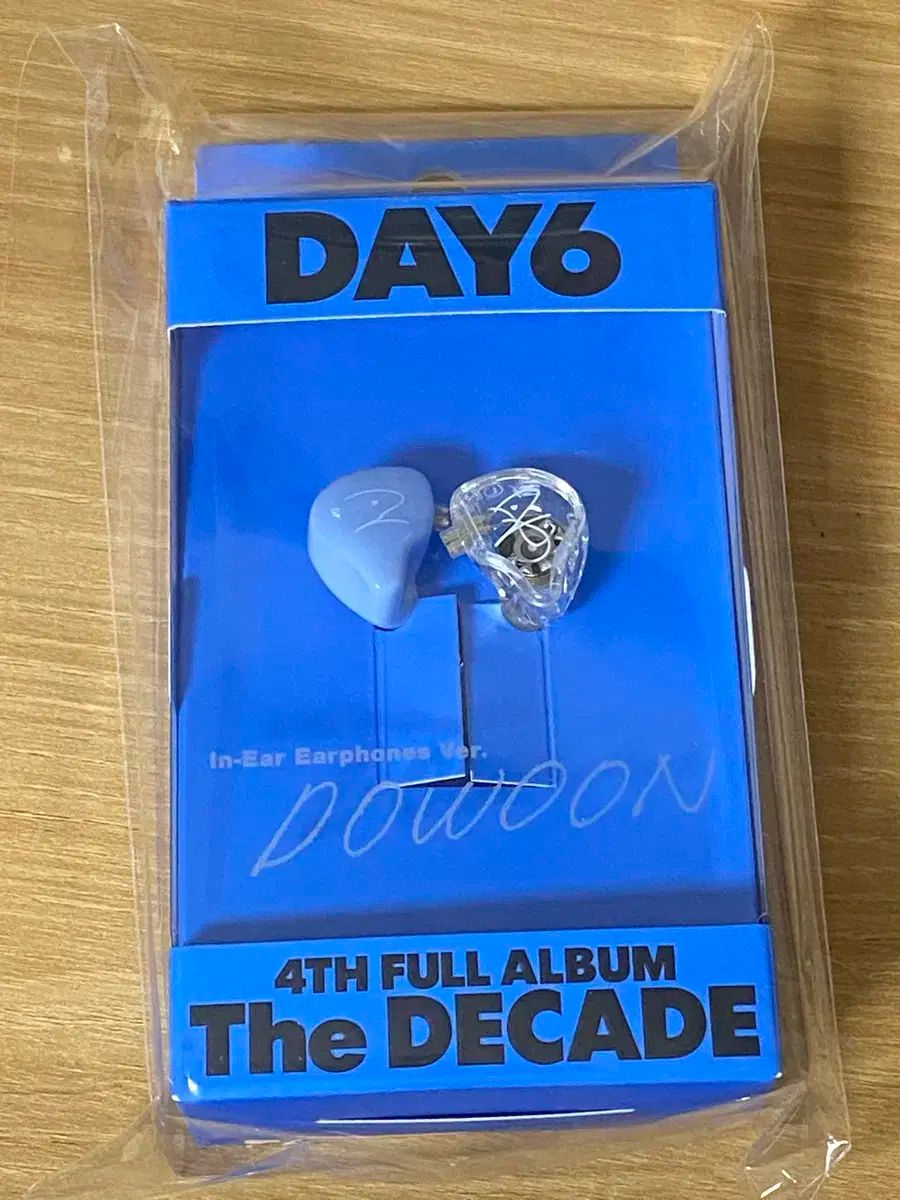 DAY6
In-Ear Earphones Ver.
DOWOON
4TH FULL ALBUM
The DECADE